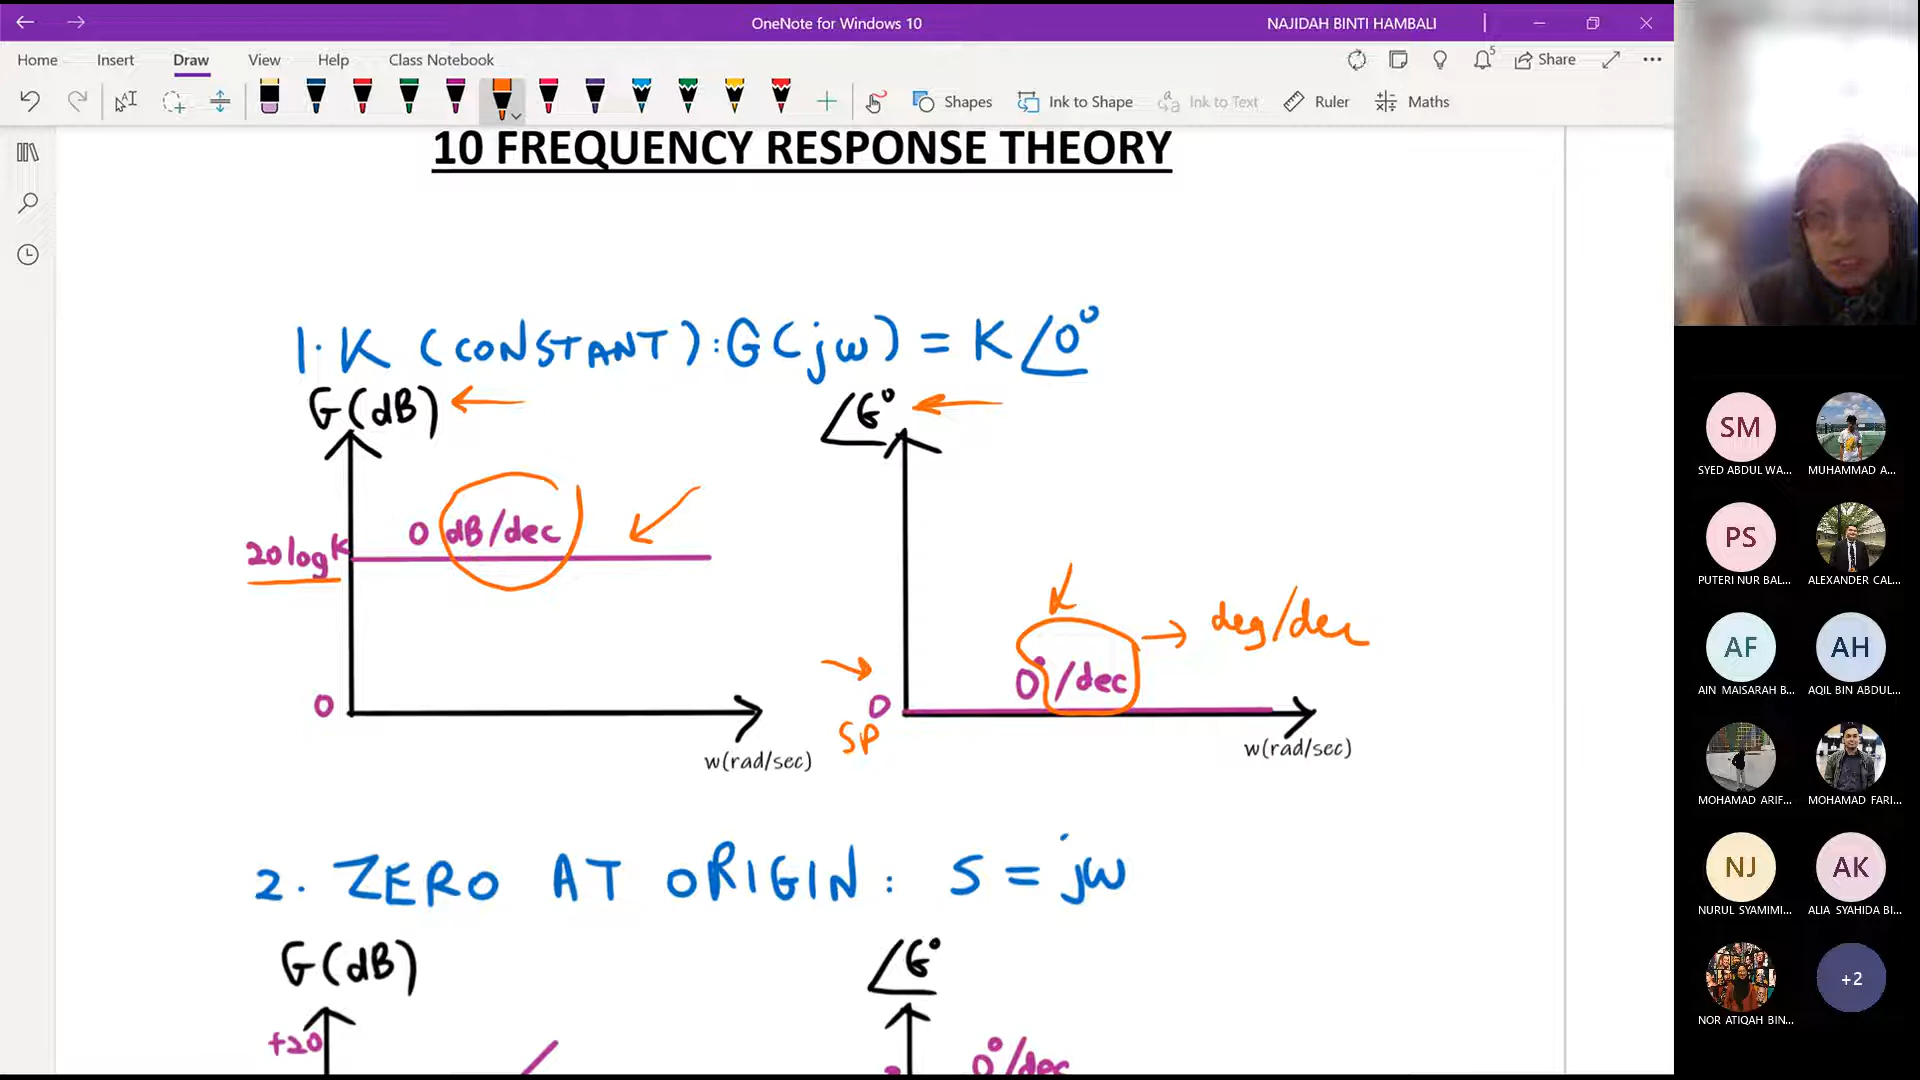 OneNote for Windows 10
NAJIDAH BINTI HAMBALI
Home Insert Draw View Help Class Notebook
5 Share
Shapes Ink to Shape Ink to Text Ruler Maths
10 FREQUENCY RESPONSE THEORY
1. K (CONSTANT): G(jω) = K∠0°
G(dB)
∠G°
0 dB/dec
20logK
deg/dec
0°/dec
0
0
SP
w(rad/sec)
w(rad/sec)
2. ZERO AT ORIGIN: S = jω
G(dB)
∠G°
+20
0°/dec
SM
SYED ABDUL WA...
MUHAMMAD A...
PS
PUTERI NUR BAL...
ALEXANDER CAL...
AF
AH
AIN MAISARAH B...
AQIL BIN ABDUL...
MOHAMAD ARIF...
MOHAMAD FARI...
NJ
AK
NURUL SYAMIMI...
ALIA SYAHIDA BI...
+2
NOR ATIQAH BIN...